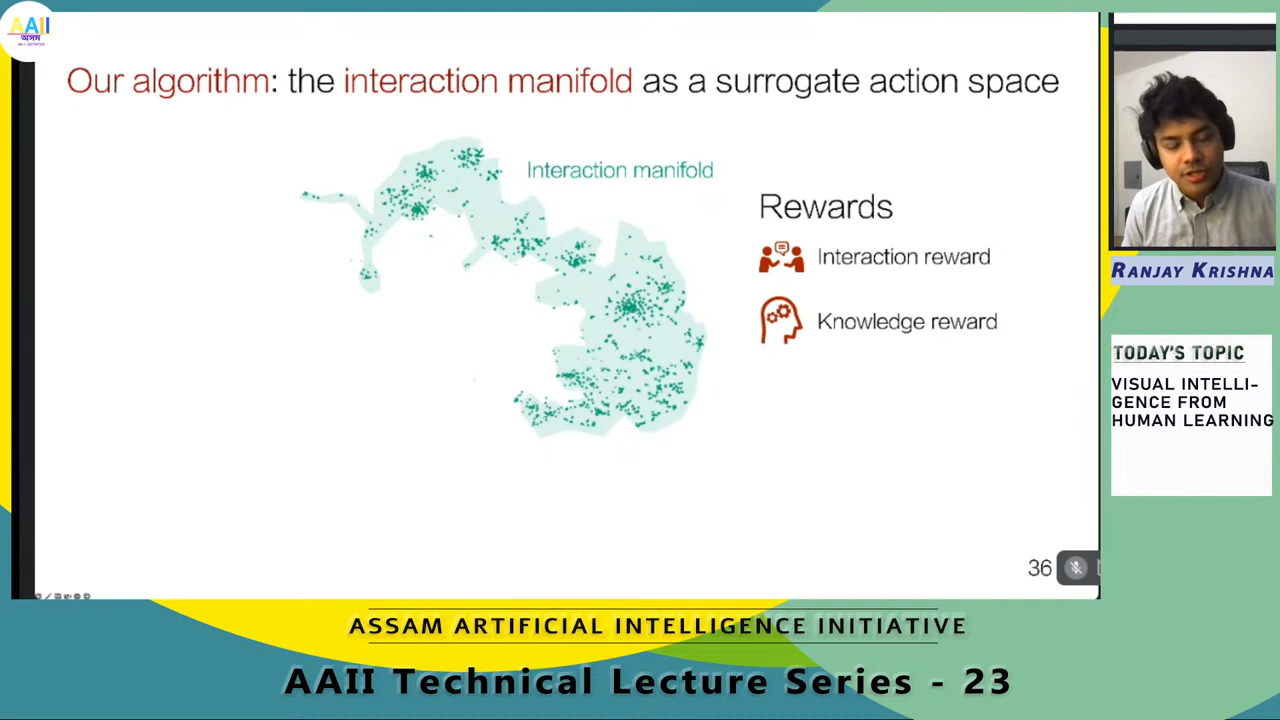 AAII
অসম
Our algorithm: the interaction manifold as a surrogate action space
Interaction manifold
Rewards
Interaction reward
Knowledge reward
36
RANJAY KRISHNA
TODAY'S TOPIC
VISUAL INTELLI-
GENCE FROM
HUMAN LEARNING
ASSAM ARTIFICIAL INTELLIGENCE INITIATIVE
AAII Technical Lecture Series - 23